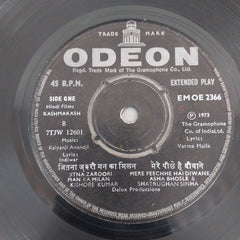 TRADE MARK
ODEON
Regd. Trade Mark of The Gramophone Co., Ltd.
45 R.P.M. EXTENDED PLAY
SIDE ONE EMOE 2366
Hindi Films
KASHMAKASH
B ℗ 1973
7TJW 12601 The Gramophone
Music: Co. of India Ltd.
Kalyanji Anandji Lyrics:
Lyrics: Varma Malik
Indiwar
जितना ज़रूरी मन का मिलन मेरे पीछे है दीवाने
JITNA ZAROORI MERE PEECHHE HAI DIWANE
MAN KA MILAN ASHA BHOSLE &
KISHORE KUMAR SHATRUGHAN SINHA
Dalux Productions